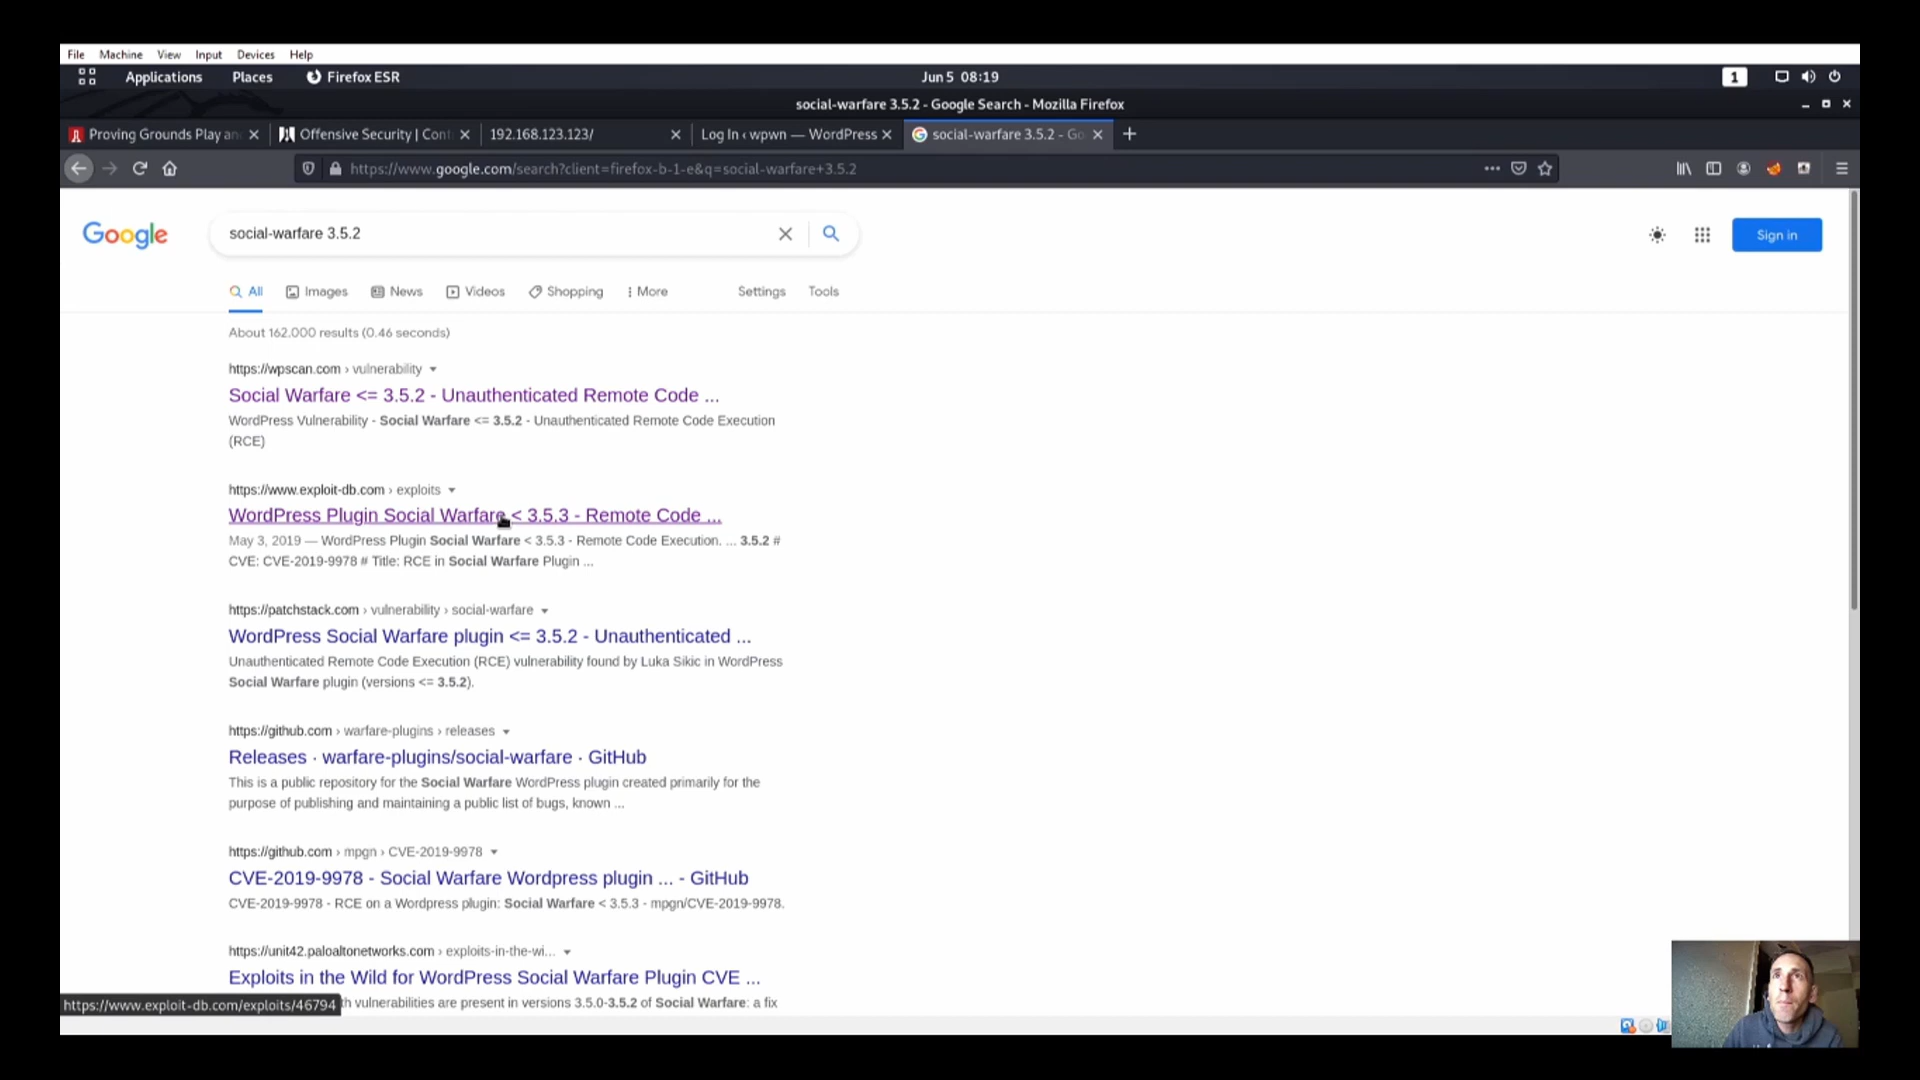 File Machine View Input Devices Help
Applications Places Firefox ESR Jun 5 08:19 1
social-warfare 3.5.2 - Google Search - Mozilla Firefox
Proving Grounds Play an Offensive Security | Cont 192.168.123.123/ Log In ‹ wpwn — WordPress social-warfare 3.5.2 - Go
https://www.google.com/search?client=firefox-b-1-e&q=social-warfare+3.5.2
Google social-warfare 3.5.2 Sign in
All Images News Videos Shopping More Settings Tools
About 162,000 results (0.46 seconds)
https://wpscan.com › vulnerability
Social Warfare <= 3.5.2 - Unauthenticated Remote Code ...
WordPress Vulnerability - Social Warfare <= 3.5.2 - Unauthenticated Remote Code Execution
(RCE)
https://www.exploit-db.com › exploits
WordPress Plugin Social Warfare < 3.5.3 - Remote Code ...
May 3, 2019 — WordPress Plugin Social Warfare < 3.5.3 - Remote Code Execution. ... 3.5.2 #
CVE: CVE-2019-9978 # Title: RCE in Social Warfare Plugin ...
https://patchstack.com › vulnerability › social-warfare
WordPress Social Warfare plugin <= 3.5.2 - Unauthenticated ...
Unauthenticated Remote Code Execution (RCE) vulnerability found by Luka Sikic in WordPress
Social Warfare plugin (versions <= 3.5.2).
https://github.com › warfare-plugins › releases
Releases · warfare-plugins/social-warfare · GitHub
This is a public repository for the Social Warfare WordPress plugin created primarily for the
purpose of publishing and maintaining a public list of bugs, known ...
https://github.com › mpgn › CVE-2019-9978
CVE-2019-9978 - Social Warfare Wordpress plugin ... - GitHub
CVE-2019-9978 - RCE on a Wordpress plugin: Social Warfare < 3.5.3 - mpgn/CVE-2019-9978.
https://unit42.paloaltonetworks.com › exploits-in-the-wi...
Exploits in the Wild for WordPress Social Warfare Plugin CVE ...
https://www.exploit-db.com/exploits/46794 vulnerabilities are present in versions 3.5.0-3.5.2 of Social Warfare: a fix